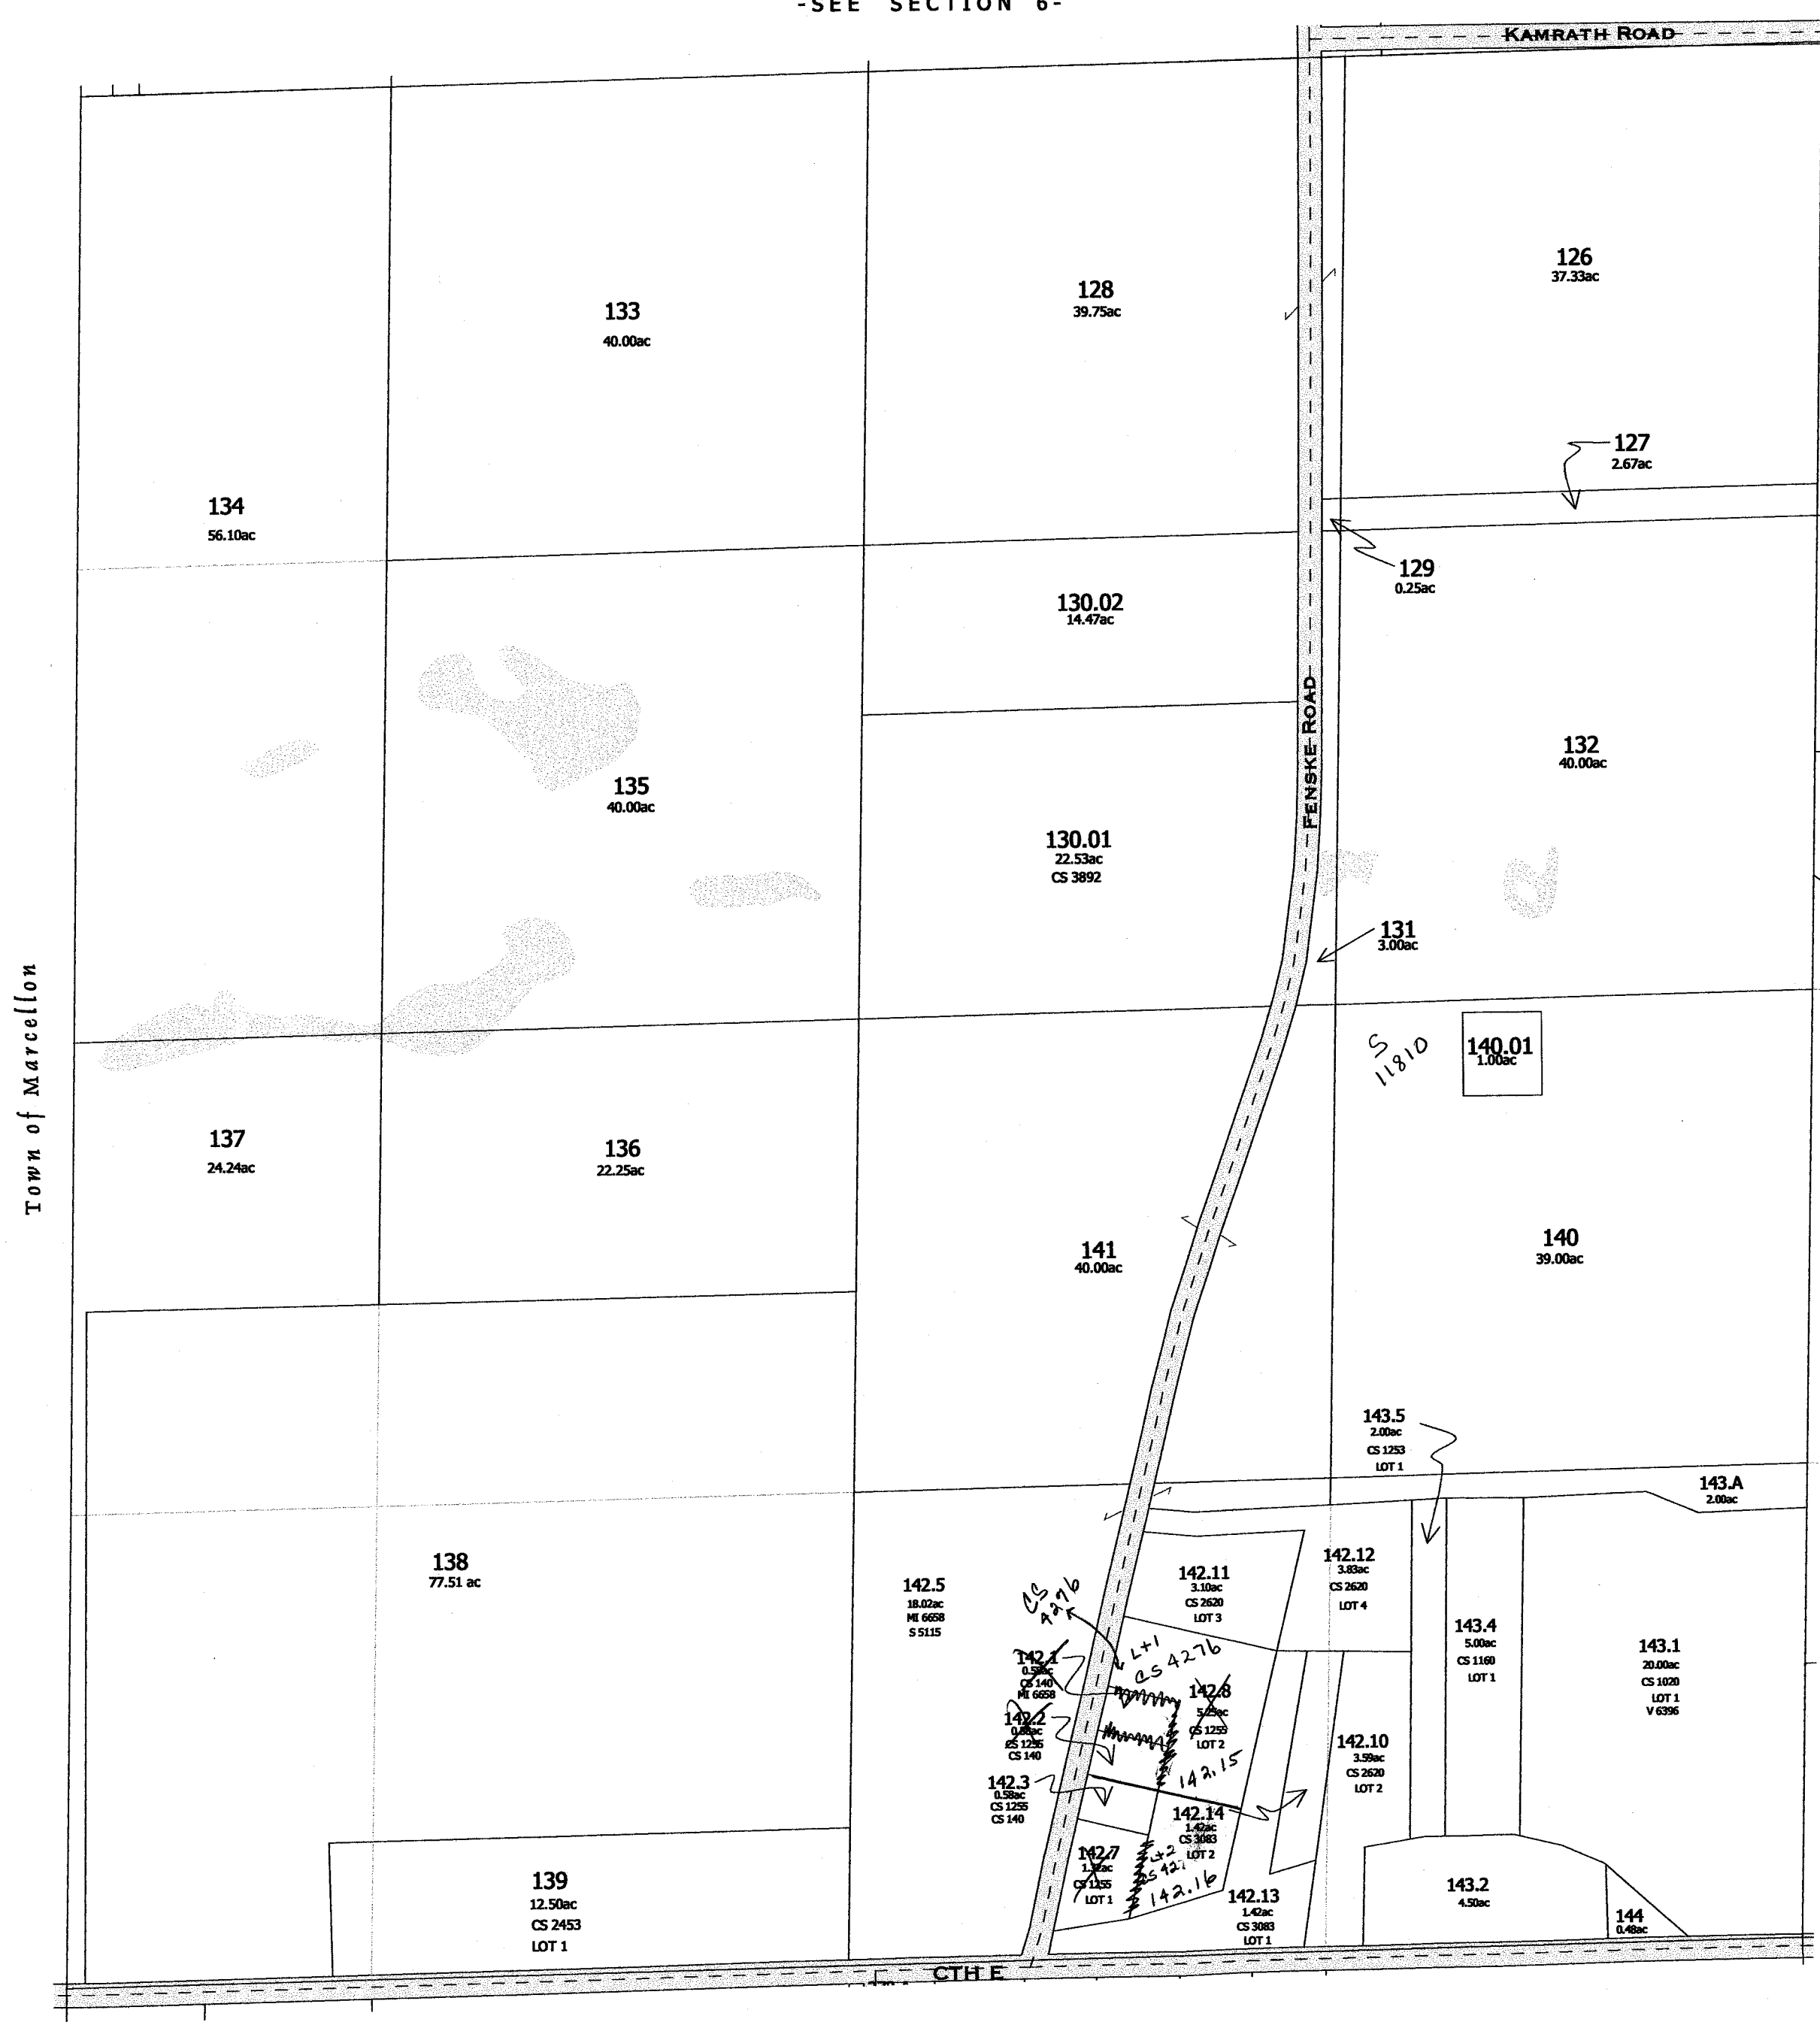 -SEE SECTION 6-
KAMRATH ROAD
126
37.33ac
128
39.75ac
133
40.00ac
127
2.67ac
134
56.10ac
129
0.25ac
130.02
14.47ac
FENSKE ROAD
132
40.00ac
135
40.00ac
130.01
22.53ac
CS 3892
131
3.00ac
Town of Marcellon
S
11810
140.01
1.00ac
137
24.24ac
136
22.25ac
141
40.00ac
140
39.00ac
143.5
2.00ac
CS 1253
LOT 1
143.A
2.00ac
138
77.51 ac
142.5
18.02ac
MI 6658
S 5115
CS
4276
142.11
3.10ac
CS 2620
LOT 3
142.12
3.83ac
CS 2620
LOT 4
143.4
5.00ac
CS 1160
LOT 1
143.1
20.00ac
CS 1020
LOT 1
V 6396
142.1
CS 140
MI 6658
L+1
CS 4276
142.8
5.25ac
CS 1255
LOT 2
142.2
CS 1255
CS 140
142.15
142.10
3.59ac
CS 2620
LOT 2
142.3
0.58ac
CS 1255
CS 140
142.14
1.42ac
CS 3083
LOT 2
142.7
CS 1255
LOT 1
L+2
142.16
142.13
1.42ac
CS 3083
LOT 1
143.2
4.50ac
144
0.48ac
139
12.50ac
CS 2453
LOT 1
CTH E